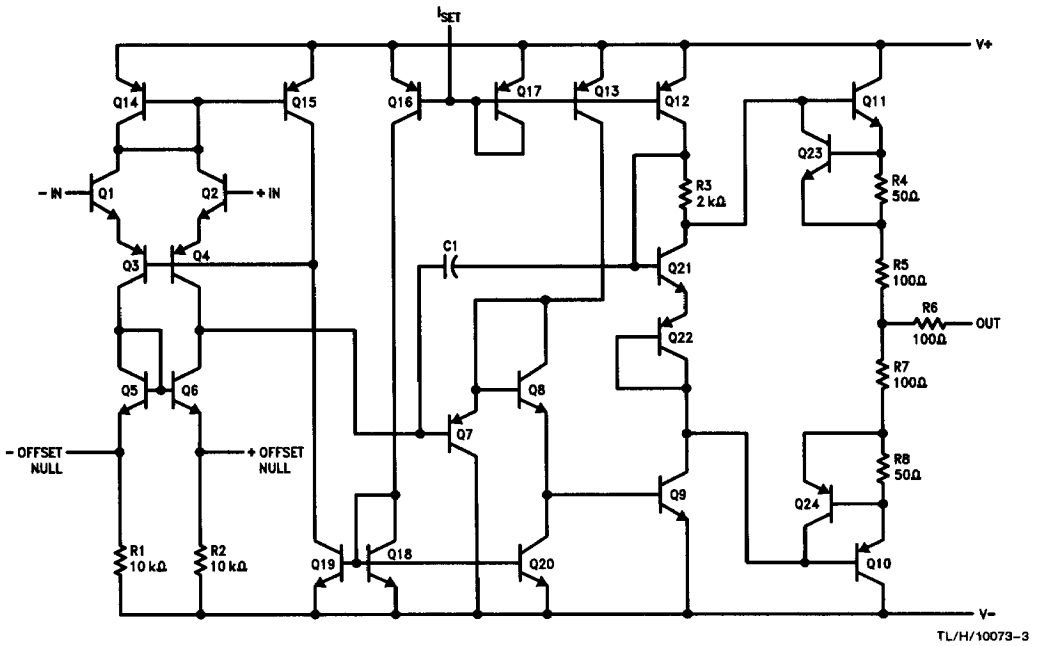 ISET
V+
Q14
Q15
Q16
Q17
Q13
Q12
Q11
Q23
- IN
Q1
Q2
+ IN
R3
2 kΩ
R4
50Ω
Q3
Q4
C1
Q21
R5
100Ω
R6
100Ω
OUT
Q22
Q5
Q6
Q8
R7
100Ω
Q7
- OFFSET
NULL
+ OFFSET
NULL
R8
50Ω
Q9
Q24
R1
10 kΩ
R2
10 kΩ
Q19
Q18
Q20
Q10
V-
TL/H/10073-3